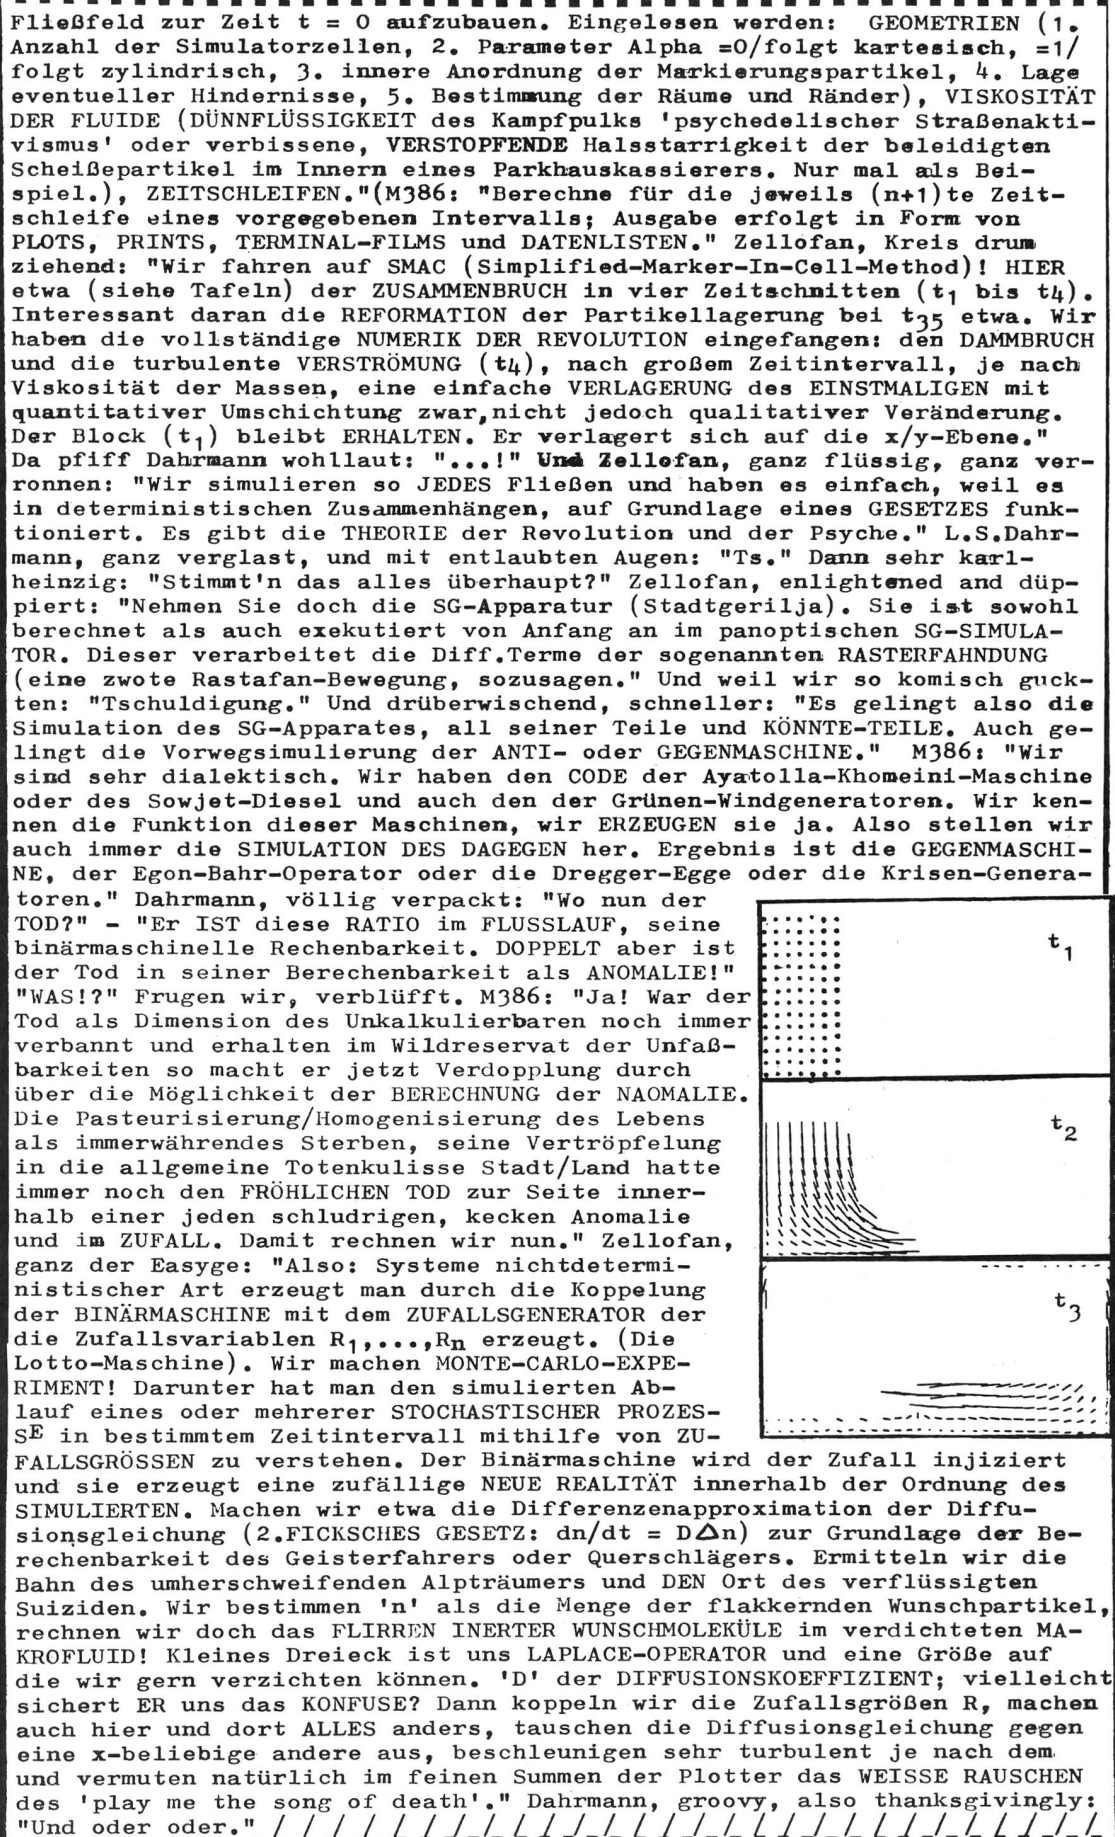 Fließfeld zur Zeit t = O aufzubauen. Eingelesen werden: GEOMETRIEN (1.
Anzahl der Simulatorzellen, 2. Parameter Alpha =O/folgt kartesisch, =1/
folgt zylindrisch, 3. innere Anordnung der Markierungspartikel, 4. Lage
eventueller Hindernisse, 5. Bestimmung der Räume und Ränder), VISKOSITÄT
DER FLUIDE (DÜNNFLÜSSIGKEIT des Kampfpulks 'psychedelischer Straßenakti-
vismus' oder verbissene, VERSTOPFENDE Halsstarrigkeit der beleidigten
Scheißepartikel im Innern eines Parkhauskassierers. Nur mal als Bei-
spiel.), ZEITSCHLEIFEN."(M386: "Berechne für die jeweils (n+1)te Zeit-
schleife eines vorgegebenen Intervalls; Ausgabe erfolgt in Form von
PLOTS, PRINTS, TERMINAL-FILMS und DATENLISTEN." Zellofan, Kreis drum
ziehend: "Wir fahren auf SMAC (Simplified-Marker-In-Cell-Method)! HIER
etwa (siehe Tafeln) der ZUSAMMENBRUCH in vier Zeitschnitten (t1 bis t4).
Interessant daran die REFORMATION der Partikellagerung bei t35 etwa. Wir
haben die vollständige NUMERIK DER REVOLUTION eingefangen: den DAMMBRUCH
und die turbulente VERSTRÖMUNG (t4), nach großem Zeitintervall, je nach
Viskosität der Massen, eine einfache VERLAGERUNG des EINSTMALIGEN mit
quantitativer Umschichtung zwar,nicht jedoch qualitativer Veränderung.
Der Block (t1) bleibt ERHALTEN. Er verlagert sich auf die x/y-Ebene."
Da pfiff Dahrmann wohllaut: "...!" Und Zellofan, ganz flüssig, ganz ver-
ronnen: "Wir simulieren so JEDES Fließen und haben es einfach, weil es
in deterministischen Zusammenhängen, auf Grundlage eines GESETZES funk-
tioniert. Es gibt die THEORIE der Revolution und der Psyche." L.S.Dahr-
mann, ganz verglast, und mit entlaubten Augen: "Ts." Dann sehr karl-
heinzig: "Stimmt'n das alles überhaupt?" Zellofan, enlightened and düp-
piert: "Nehmen Sie doch die SG-Apparatur (Stadtgerilja). Sie ist sowohl
berechnet als auch exekutiert von Anfang an im panoptischen SG-SIMULA-
TOR. Dieser verarbeitet die Diff.Terme der sogenannten RASTERFAHNDUNG
(eine zwote Rastafan-Bewegung, sozusagen." Und weil wir so komisch guck-
ten: "Tschuldigung." Und drüberwischend, schneller: "Es gelingt also die
Simulation des SG-Apparates, all seiner Teile und KÖNNTE-TEILE. Auch ge-
lingt die Vorwegsimulierung der ANTI- oder GEGENMASCHINE." M386: "Wir
sind sehr dialektisch. Wir haben den CODE der Ayatolla-Khomeini-Maschine
oder des Sowjet-Diesel und auch den der Grünen-Windgeneratoren. Wir ken-
nen die Funktion dieser Maschinen, wir ERZEUGEN sie ja. Also stellen wir
auch immer die SIMULATION DES DAGEGEN her. Ergebnis ist die GEGENMASCHI-
NE, der Egon-Bahr-Operator oder die Dregger-Egge oder die Krisen-Genera-
toren." Dahrmann, völlig verpackt: "Wo nun der
TOD?" - "Er IST diese RATIO im FLUSSLAUF, seine
binärmaschinelle Rechenbarkeit. DOPPELT aber ist
der Tod in seiner Berechenbarkeit als ANOMALIE!"
"WAS!?" Frugen wir, verblüfft. M386: "Ja! War der
Tod als Dimension des Unkalkulierbaren noch immer
verbannt und erhalten im Wildreservat der Unfaß-
barkeiten so macht er jetzt Verdopplung durch
über die Möglichkeit der BERECHNUNG der NAOMALIE.
Die Pasteurisierung/Homogenisierung des Lebens
als immerwährendes Sterben, seine Vertröpfelung
in die allgemeine Totenkulisse Stadt/Land hatte
immer noch den FRÖHLICHEN TOD zur Seite inner-
halb einer jeden schludrigen, kecken Anomalie
und im ZUFALL. Damit rechnen wir nun." Zellofan,
ganz der Easyge: "Also: Systeme nichtdetermi-
nistischer Art erzeugt man durch die Koppelung
der BINÄRMASCHINE mit dem ZUFALLSGENERATOR der
die Zufallsvariablen R1,...,Rn erzeugt. (Die
Lotto-Maschine). Wir machen MONTE-CARLO-EXPE-
RIMENT! Darunter hat man den simulierten Ab-
lauf eines oder mehrerer STOCHASTISCHER PROZES-
SE in bestimmtem Zeitintervall mithilfe von ZU-
FALLSGRÖSSEN zu verstehen. Der Binärmaschine wird der Zufall injiziert
und sie erzeugt eine zufällige NEUE REALITÄT innerhalb der Ordnung des
SIMULIERTEN. Machen wir etwa die Differenzenapproximation der Diffu-
sionsgleichung (2.FICKSCHES GESETZ: dn/dt = D△n) zur Grundlage der Be-
rechenbarkeit des Geisterfahrers oder Querschlägers. Ermitteln wir die
Bahn des umherschweifenden Alpträumers und DEN Ort des verflüssigten
Suiziden. Wir bestimmen 'n' als die Menge der flakkernden Wunschpartikel,
rechnen wir doch das FLIRREN INERTER WUNSCHMOLEKÜLE im verdichteten MA-
KROFLUID! Kleines Dreieck ist uns LAPLACE-OPERATOR und eine Größe auf
die wir gern verzichten können. 'D' der DIFFUSIONSKOEFFIZIENT; vielleicht
sichert ER uns das KONFUSE? Dann koppeln wir die Zufallsgrößen R, machen
auch hier und dort ALLES anders, tauschen die Diffusionsgleichung gegen
eine x-beliebige andere aus, beschleunigen sehr turbulent je nach dem
und vermuten natürlich im feinen Summen der Plotter das WEISSE RAUSCHEN
des 'play me the song of death'." Dahrmann, groovy, also thanksgivingly:
"Und oder oder." / / / / / / / / / / / / / / / / / / / / / / / / / / / /
t1
t2
t3